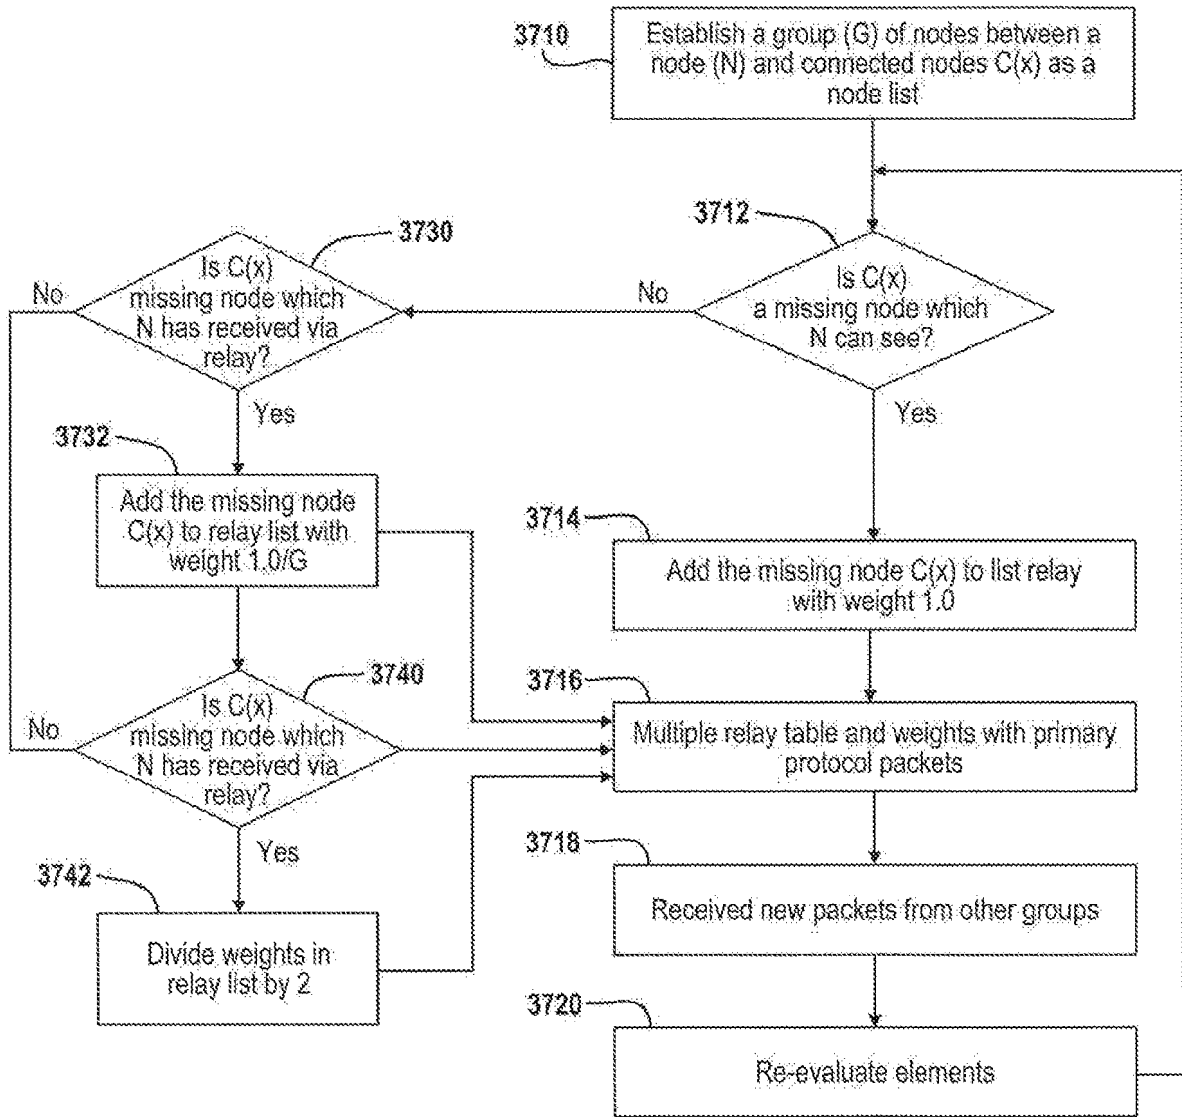 3710
Establish a group (G) of nodes between a
node (N) and connected nodes C(x) as a
node list
3712
Is C(x)
a missing node which
N can see?
No
Yes
3730
Is C(x)
missing node which
N has received via
relay?
No
Yes
3732
Add the missing node
C(x) to relay list with
weight 1.0/G
3714
Add the missing node C(x) to list relay
with weight 1.0
3740
Is C(x)
missing node which
N has received via
relay?
No
Yes
3716
Multiple relay table and weights with primary
protocol packets
3742
Divide weights in
relay list by 2
3718
Received new packets from other groups
3720
Re-evaluate elements